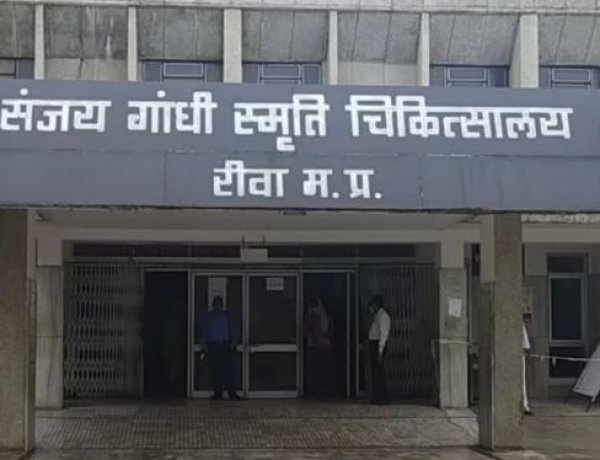 संजय गांधी स्मृति चिकित्सालय
रीवा म.प्र.